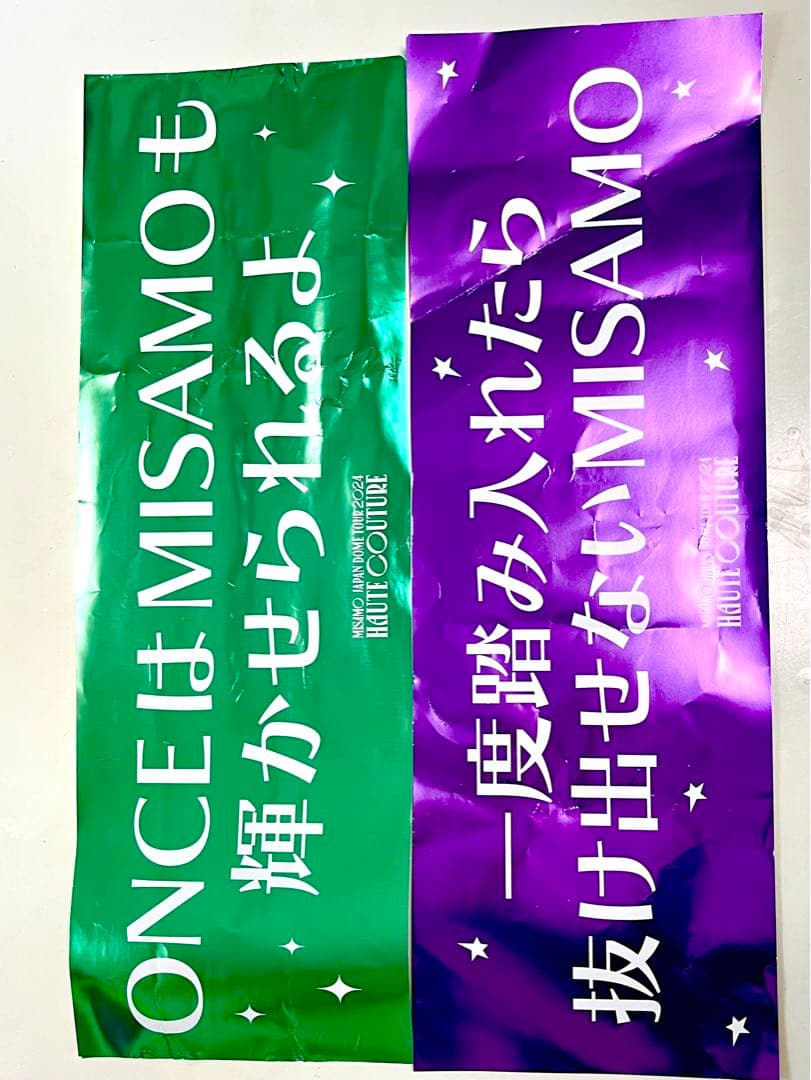 ONCEはMISAMOも
輝かせられるよ
MISAMO JAPAN DOME TOUR 2024
HAUTE COUTURE
一度踏み入れたら
抜け出せないMISAMO
HAUTE COUTURE